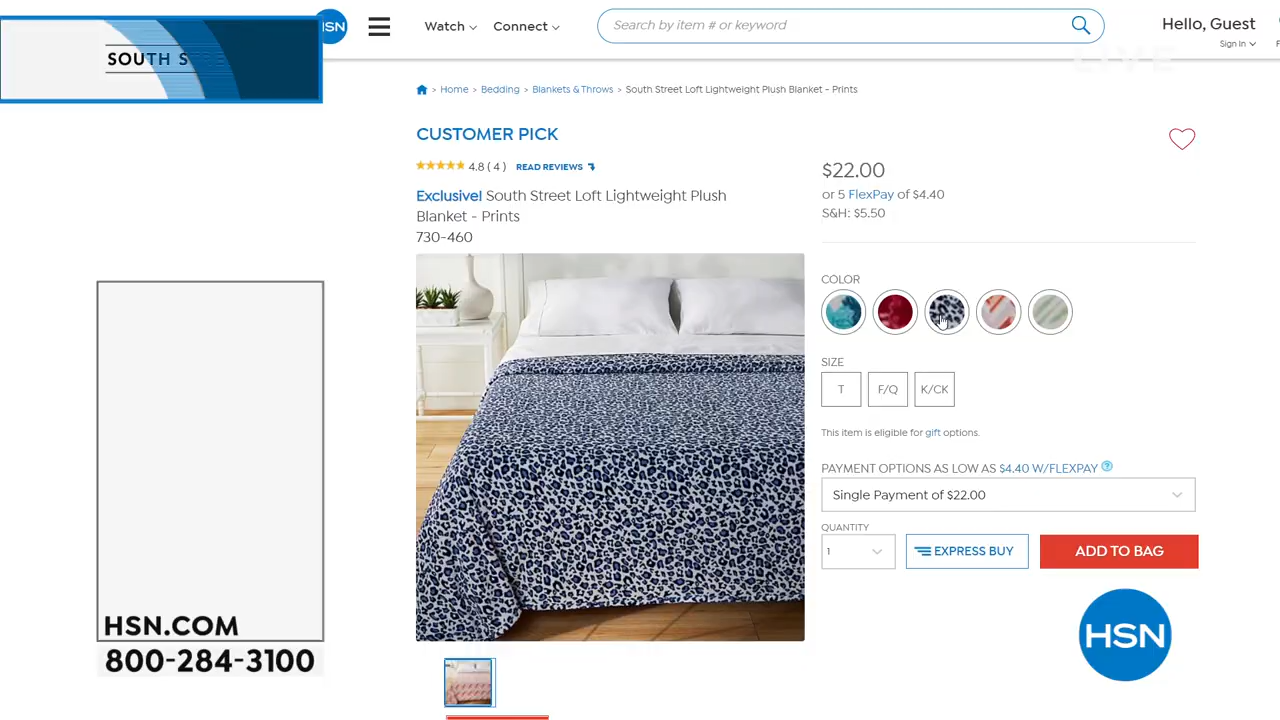 HSN
Watch
Connect
Search by item # or keyword
Hello, Guest
Sign In
SOUTH STREE
LIVE
> Home > Bedding > Blankets & Throws > South Street Loft Lightweight Plush Blanket - Prints
CUSTOMER PICK
4.8 ( 4 ) READ REVIEWS
Exclusive! South Street Loft Lightweight Plush
Blanket - Prints
730-460
$22.00
or 5 FlexPay of $4.40
S&H: $5.50
COLOR
SIZE
T F/Q K/CK
This item is eligible for gift options.
PAYMENT OPTIONS AS LOW AS $4.40 W/FLEXPAY ?
Single Payment of $22.00
QUANTITY
1
EXPRESS BUY
ADD TO BAG
HSN.COM
800-284-3100
HSN